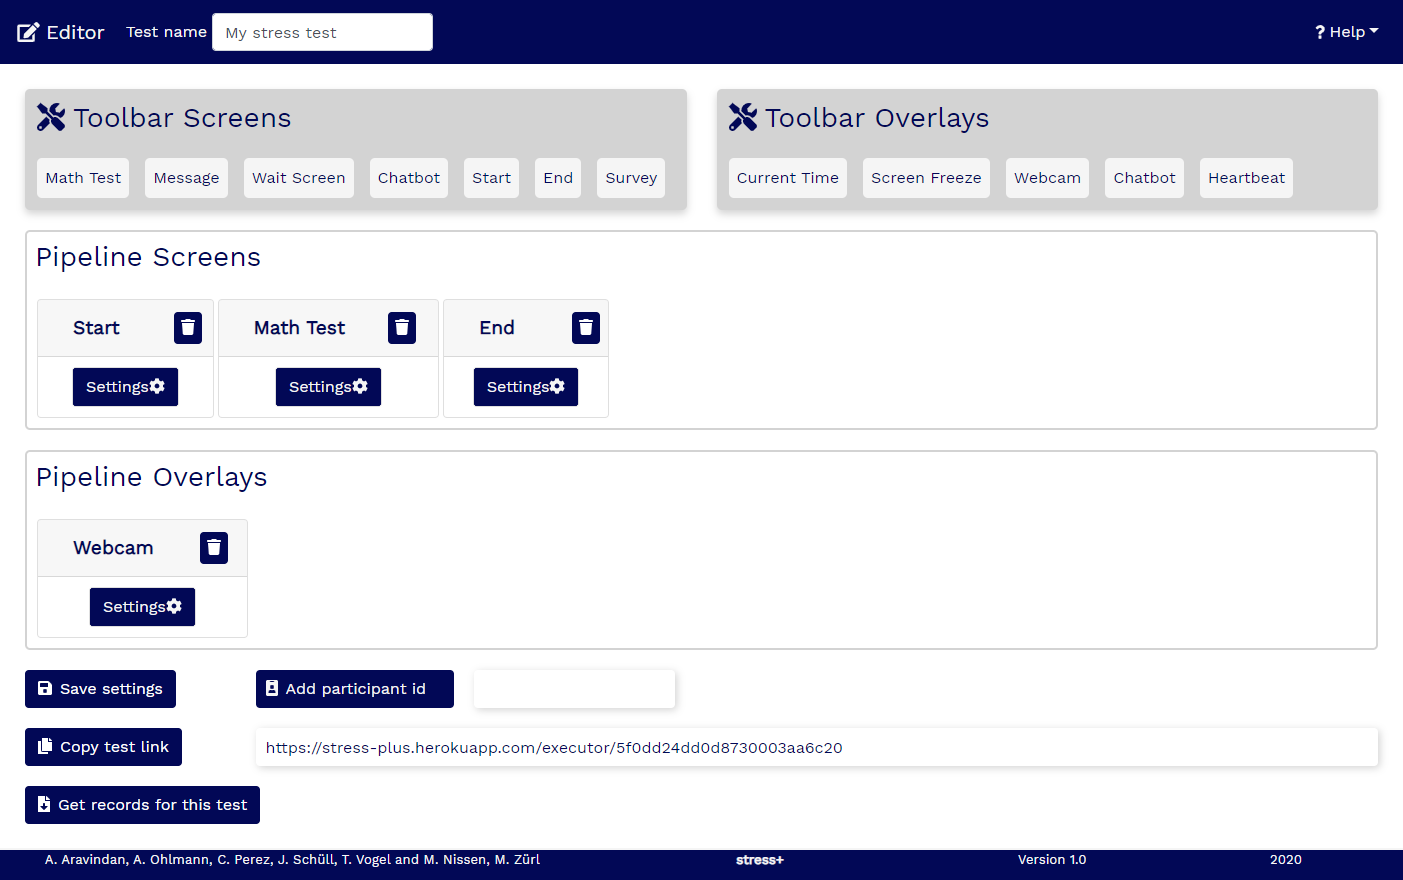 Editor Test name My stress test ? Help
Toolbar Screens
Math Test Message Wait Screen Chatbot Start End Survey
Toolbar Overlays
Current Time Screen Freeze Webcam Chatbot Heartbeat
Pipeline Screens
Start Math Test End
Settings Settings Settings
Pipeline Overlays
Webcam
Settings
Save settings Add participant id
Copy test link https://stress-plus.herokuapp.com/executor/5f0dd24dd0d8730003aa6c20
Get records for this test
A. Aravindan, A. Ohlmann, C. Perez, J. Schüll, T. Vogel and M. Nissen, M. Zürl stress+ Version 1.0 2020